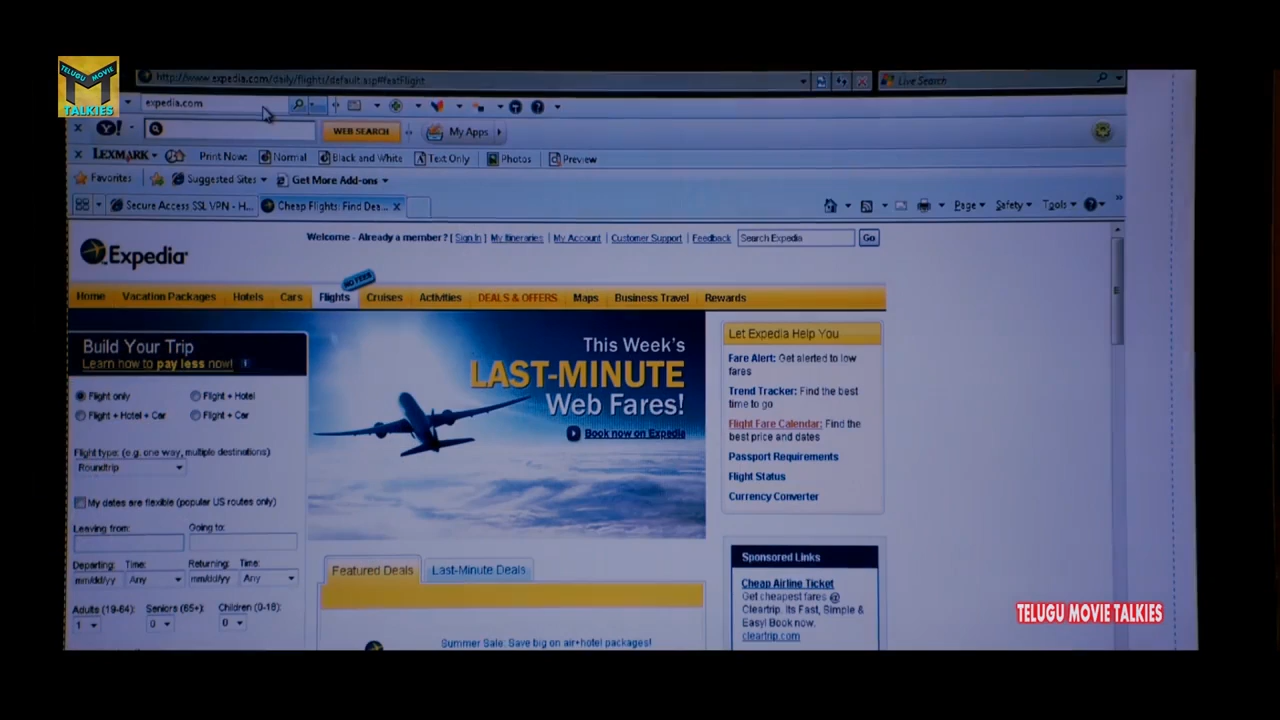 TELUGU MOVIE
TALKIES
http://www.expedia.com/daily/flights/default.asp#featFlight
Live Search
expedia.com
Y!
WEB SEARCH
My Apps
LEXMARK
Print Now:
Normal
Black and White
Text Only
Photos
Preview
Favorites
Suggested Sites
Get More Add-ons
Secure Access SSL VPN - H...
Cheap Flights: Find Dea...
Page
Safety
Tools
Welcome - Already a member? [ Sign In | My Itineraries | My Account | Customer Support | Feedback
Search Expedia
Go
Expedia
NO FEES
Home
Vacation Packages
Hotels
Cars
Flights
Cruises
Activities
DEALS & OFFERS
Maps
Business Travel
Rewards
Build Your Trip
Learn how to pay less now!
Flight only
Flight + Hotel
Flight + Hotel + Car
Flight + Car
Flight type: (e.g. one way, multiple destinations)
Roundtrip
My dates are flexible (popular US routes only)
Leaving from:
Going to:
Departing:
Time:
Returning:
Time:
mm/dd/yy
Any
mm/dd/yy
Any
Adults (19-64):
Seniors (65+):
Children (0-18):
1
0
0
This Week's
LAST-MINUTE
Web Fares!
Book now on Expedia
Featured Deals
Last-Minute Deals
Summer Sale: Save big on air+hotel packages!
Let Expedia Help You
Fare Alert: Get alerted to low
fares
Trend Tracker: Find the best
time to go
Flight Fare Calendar: Find the
best price and dates
Passport Requirements
Flight Status
Currency Converter
Sponsored Links
Cheap Airline Ticket
Get cheapest fares @
Cleartrip. Its Fast, Simple &
Easy! Book now.
cleartrip.com
TELUGU MOVIE TALKIES